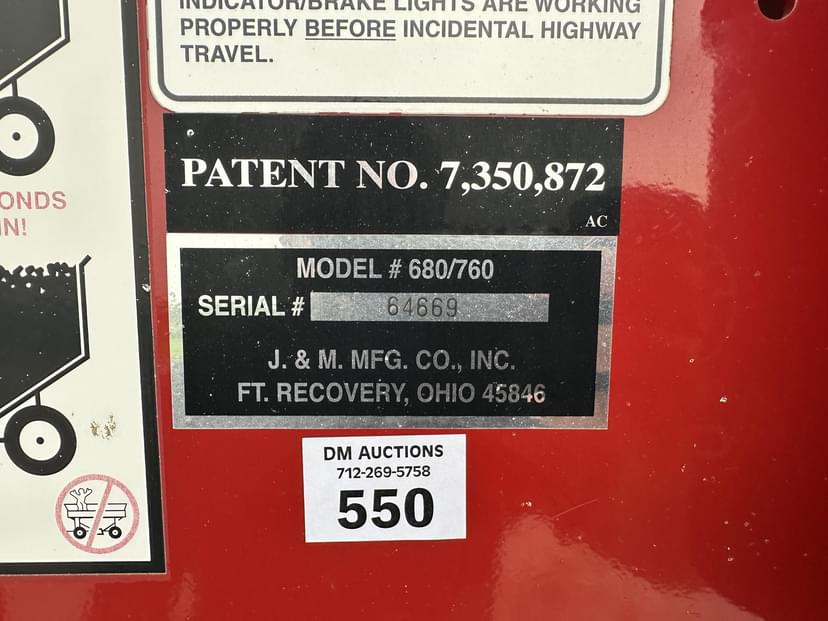 INDICATOR/BRAKE LIGHTS ARE WORKING
PROPERLY BEFORE INCIDENTAL HIGHWAY
TRAVEL.
PATENT NO. 7,350,872
AC
ONDS
IN!
MODEL # 680/760
SERIAL # 64669
J. & M. MFG. CO., INC.
FT. RECOVERY, OHIO 45846
DM AUCTIONS
712-269-5758
550